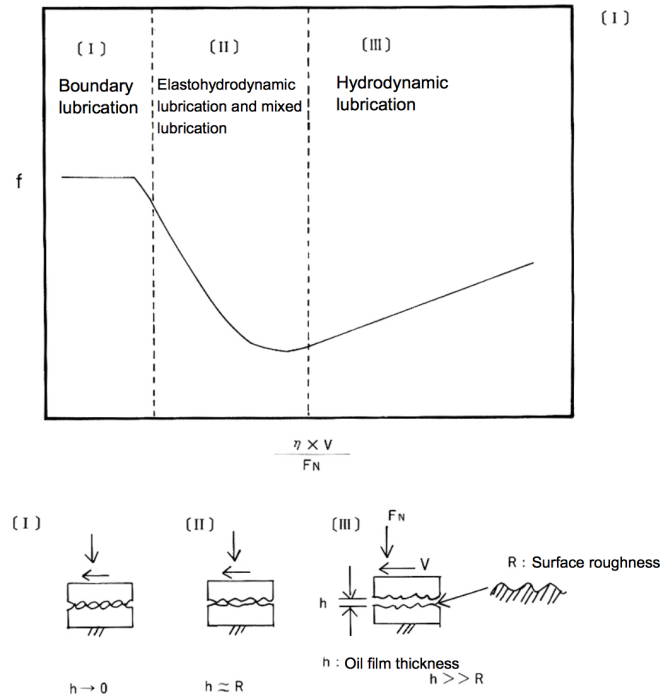 〔Ⅰ〕 〔Ⅱ〕 〔Ⅲ〕 〔Ⅰ〕
Boundary
lubrication
Elastohydrodynamic
lubrication and mixed
lubrication
Hydrodynamic
lubrication
f
η × V
FN
〔Ⅰ〕 〔Ⅱ〕 〔Ⅲ〕 FN
V
R : Surface roughness
h
h : Oil film thickness
h → 0 h ≈ R h >> R